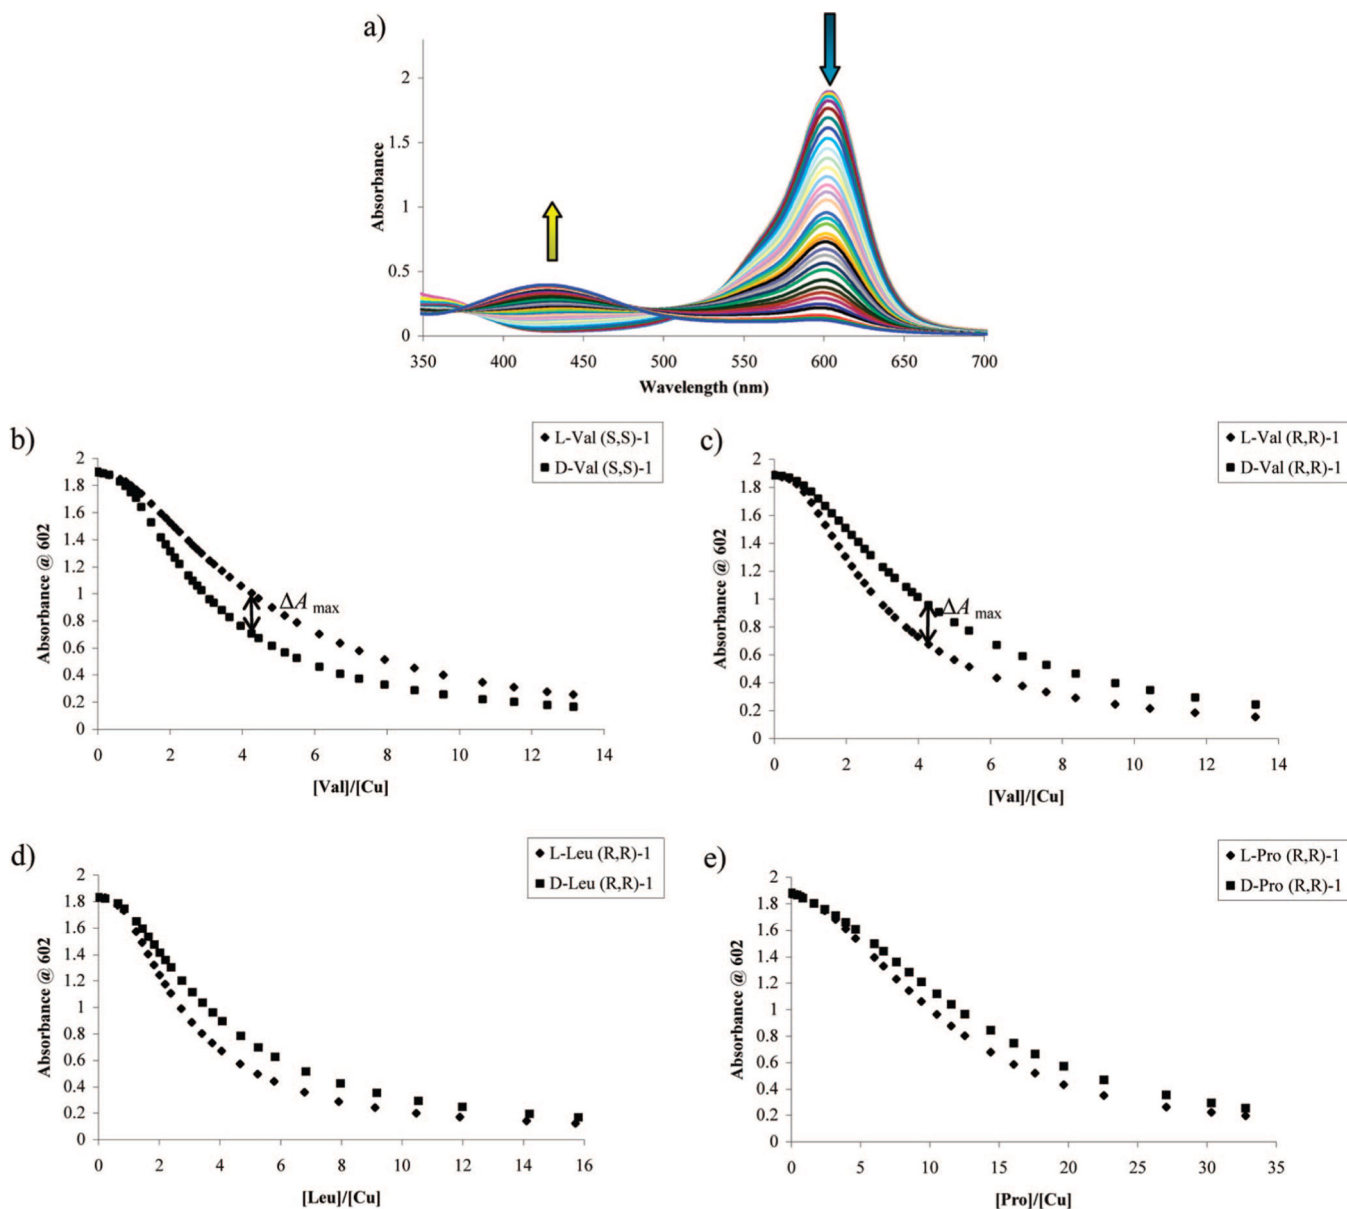 a)
2
1.5
1
0.5
0
Absorbance
350 400 450 500 550 600 650 700
Wavelength (nm)
b)
L-Val (S,S)-1
D-Val (S,S)-1
2
1.8
1.6
1.4
1.2
1
0.8
0.6
0.4
0.2
0
Absorbance @ 602
ΔA max
0 2 4 6 8 10 12 14
[Val]/[Cu]
c)
L-Val (R,R)-1
D-Val (R,R)-1
2
1.8
1.6
1.4
1.2
1
0.8
0.6
0.4
0.2
0
Absorbance @ 602
ΔA max
0 2 4 6 8 10 12 14
[Val]/[Cu]
d)
L-Leu (R,R)-1
D-Leu (R,R)-1
2
1.8
1.6
1.4
1.2
1
0.8
0.6
0.4
0.2
0
Absorbance @ 602
0 2 4 6 8 10 12 14 16
[Leu]/[Cu]
e)
L-Pro (R,R)-1
D-Pro (R,R)-1
2
1.8
1.6
1.4
1.2
1
0.8
0.6
0.4
0.2
0
Absorbance @ 602
0 5 10 15 20 25 30 35
[Pro]/[Cu]